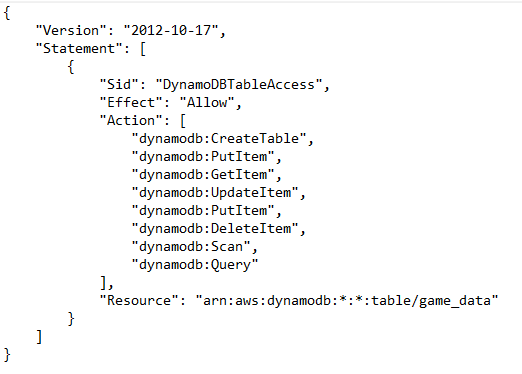 {
    "Version": "2012-10-17",
    "Statement": [
        {
            "Sid": "DynamoDBTableAccess",
            "Effect": "Allow",
            "Action": [
                "dynamodb:CreateTable",
                "dynamodb:PutItem",
                "dynamodb:GetItem",
                "dynamodb:UpdateItem",
                "dynamodb:PutItem",
                "dynamodb:DeleteItem",
                "dynamodb:Scan",
                "dynamodb:Query"
            ],
            "Resource": "arn:aws:dynamodb:*:*:table/game_data"
        }
    ]
}